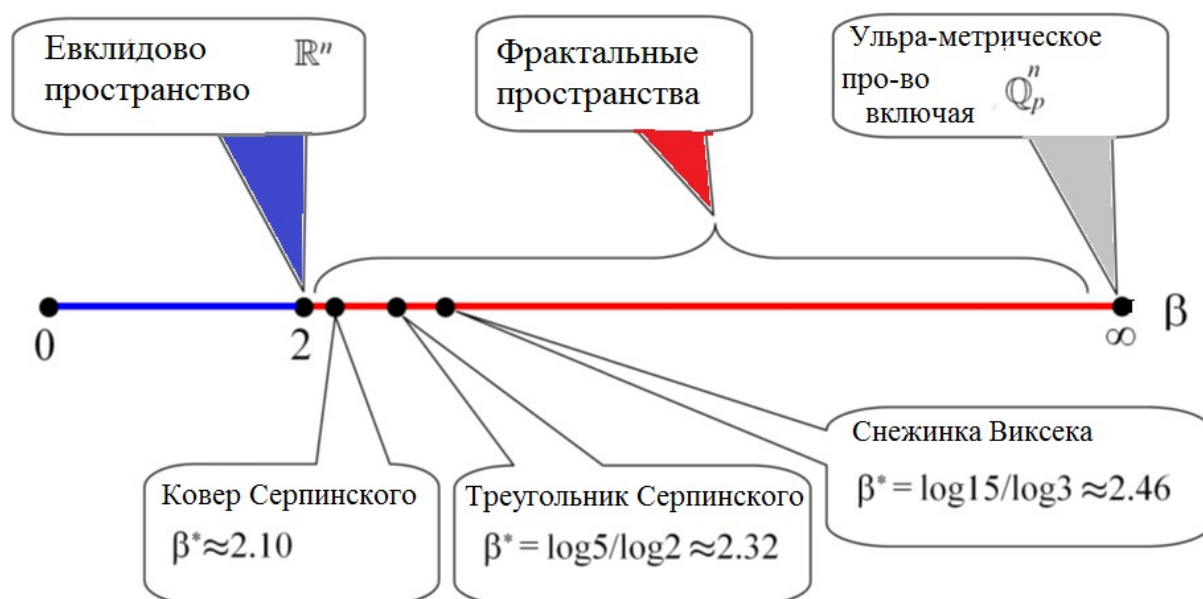 Евклидово ℝⁿ
пространство
Фрактальные
пространства
Ульра-метрическое
про-во
включая ℚₚⁿ
0
2
∞
β
Ковер Серпинского
β*≈2.10
Треугольник Серпинского
β* = log5/log2 ≈2.32
Снежинка Виксека
β* = log15/log3 ≈2.46